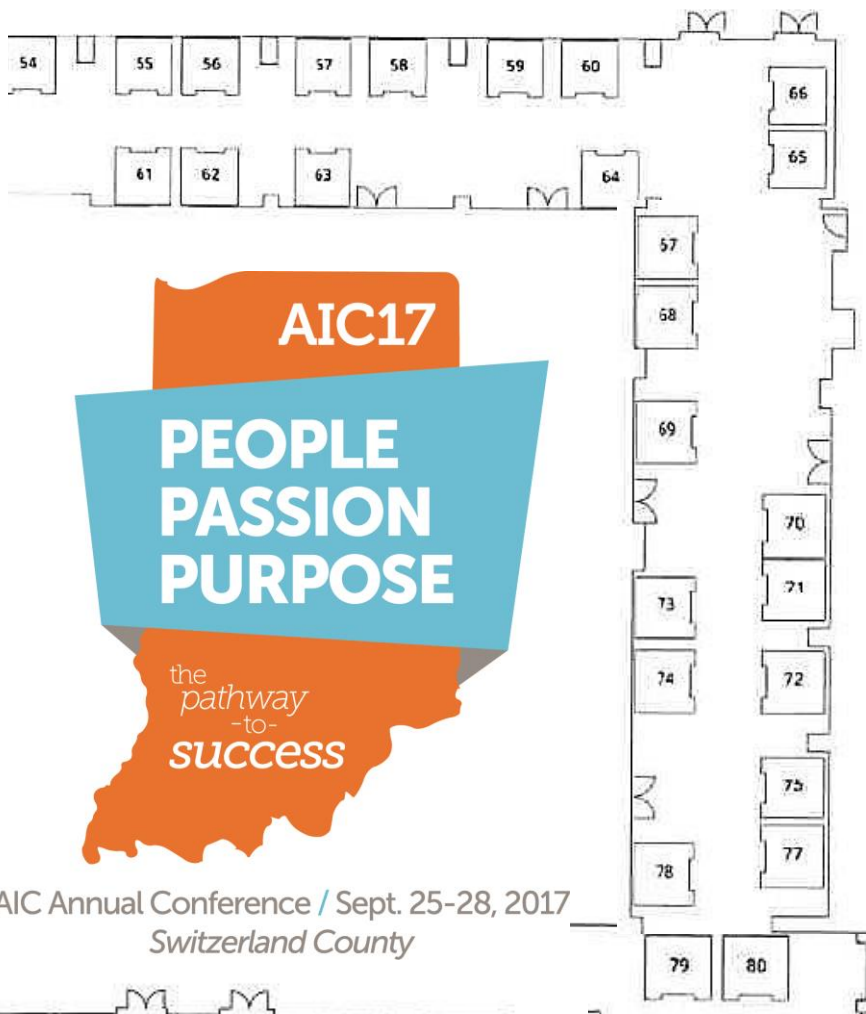 54 55 56 57 58 59 60
66
65
61 62 63 64
67
68
69
70
71
73
74 72
75
77
78
79 80
AIC17
PEOPLE
PASSION
PURPOSE
the
pathway
-to-
success
AIC Annual Conference / Sept. 25-28, 2017
Switzerland County